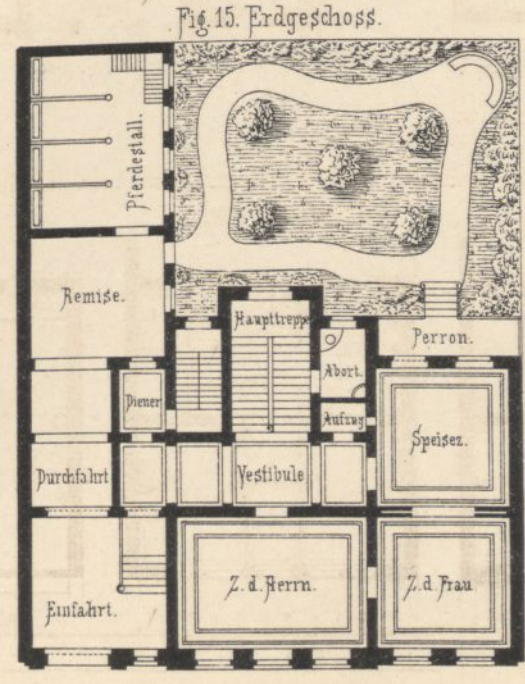 Fig. 15. Erdgeschoss.
Pferdestall.
Remise.
Haupttreppe
Perron.
Abort.
Diener
Aufzug
Speisez.
Durchfahrt
Vestibule
Einfahrt.
Z. d. Herrn.
Z. d. Frau